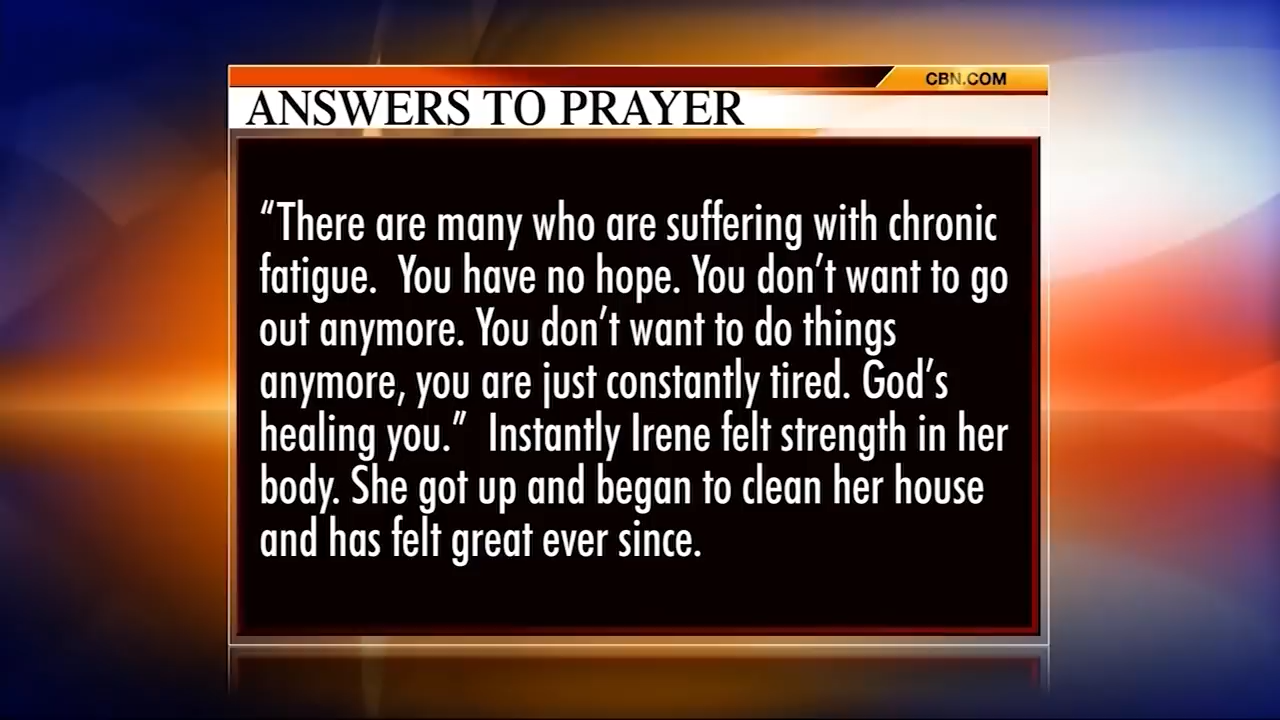 CBN.COM
ANSWERS TO PRAYER
“There are many who are suffering with chronic
fatigue.  You have no hope. You don’t want to go
out anymore. You don’t want to do things
anymore, you are just constantly tired. God’s
healing you.”  Instantly Irene felt strength in her
body. She got up and began to clean her house
and has felt great ever since.